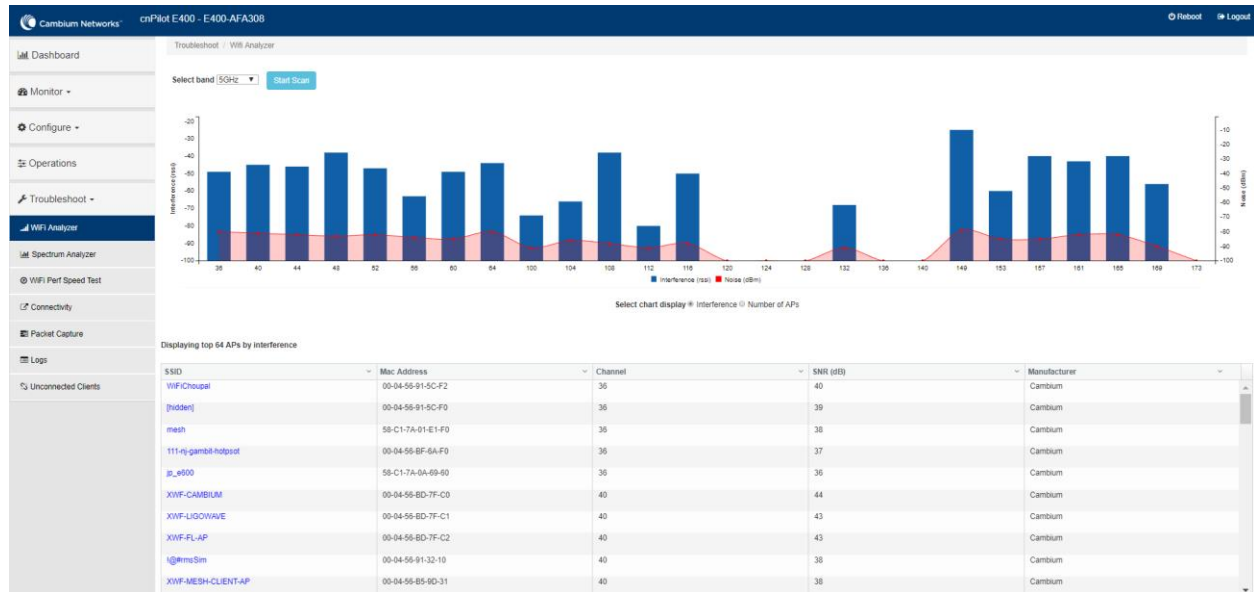 Cambium Networks™ cnPilot E400 - E400-AFA308 Reboot Logout
Dashboard
Monitor
Configure
Operations
Troubleshoot
WiFi Analyzer
Spectrum Analyzer
WiFi Perf Speed Test
Connectivity
Packet Capture
Logs
Unconnected Clients
Troubleshoot / Wifi Analyzer
Select band 5GHz Start Scan
Interference (rssi)
-20
-30
-40
-50
-60
-70
-80
-90
-100
36 40 44 48 52 56 60 64 100 104 108 112 116 120 124 128 132 136 140 149 153 157 161 165 169 173
-10
-20
-30
-40
-50
-60
-70
-80
-90
-100
Noise (dBm)
Interference (rssi) Noise (dBm)
Select chart display Interference Number of APs
Displaying top 64 APs by interference
SSID Mac Address Channel SNR (dB) Manufacturer
WiFiChoupal 00-04-56-91-5C-F2 36 40 Cambium
[hidden] 00-04-56-91-5C-F0 36 39 Cambium
mesh 58-C1-7A-01-E1-F0 36 38 Cambium
111-nj-gambit-hotpsot 00-04-56-BF-6A-F0 36 37 Cambium
jp_e600 58-C1-7A-0A-69-60 36 36 Cambium
XWF-CAMBIUM 00-04-56-BD-7F-C0 40 44 Cambium
XWF-LIGOWAVE 00-04-56-BD-7F-C1 40 43 Cambium
XWF-FL-AP 00-04-56-BD-7F-C2 40 43 Cambium
!@#rmsSim 00-04-56-91-32-10 40 38 Cambium
XWF-MESH-CLIENT-AP 00-04-56-B5-9D-31 40 38 Cambium